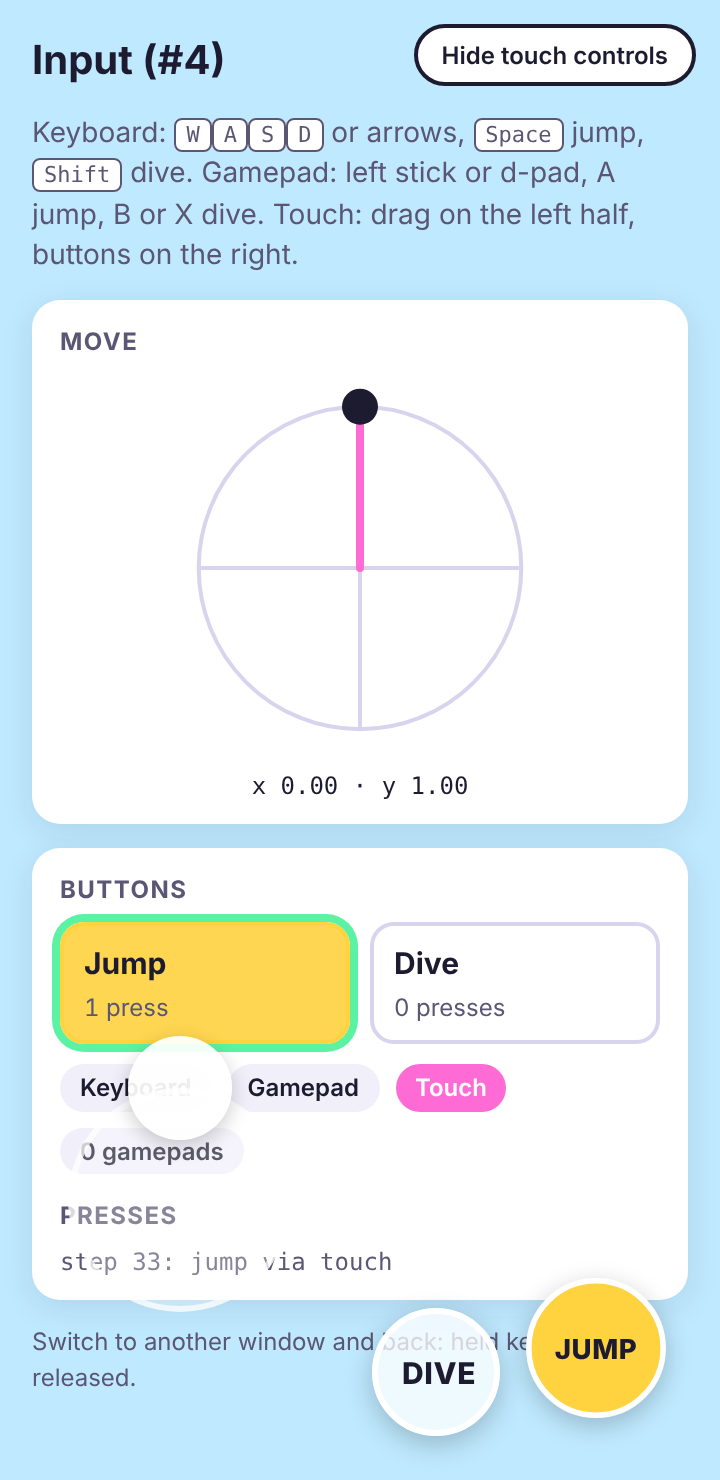 Input (#4)
Hide touch controls
Keyboard: W A S D or arrows, Space jump,
Shift dive. Gamepad: left stick or d-pad, A
jump, B or X dive. Touch: drag on the left half,
buttons on the right.
MOVE
x 0.00 · y 1.00
BUTTONS
Jump
1 press
Dive
0 presses
Keyboard
Gamepad
Touch
0 gamepads
PRESSES
step 33: jump via touch
Switch to another window and back: held
released.
DIVE
JUMP